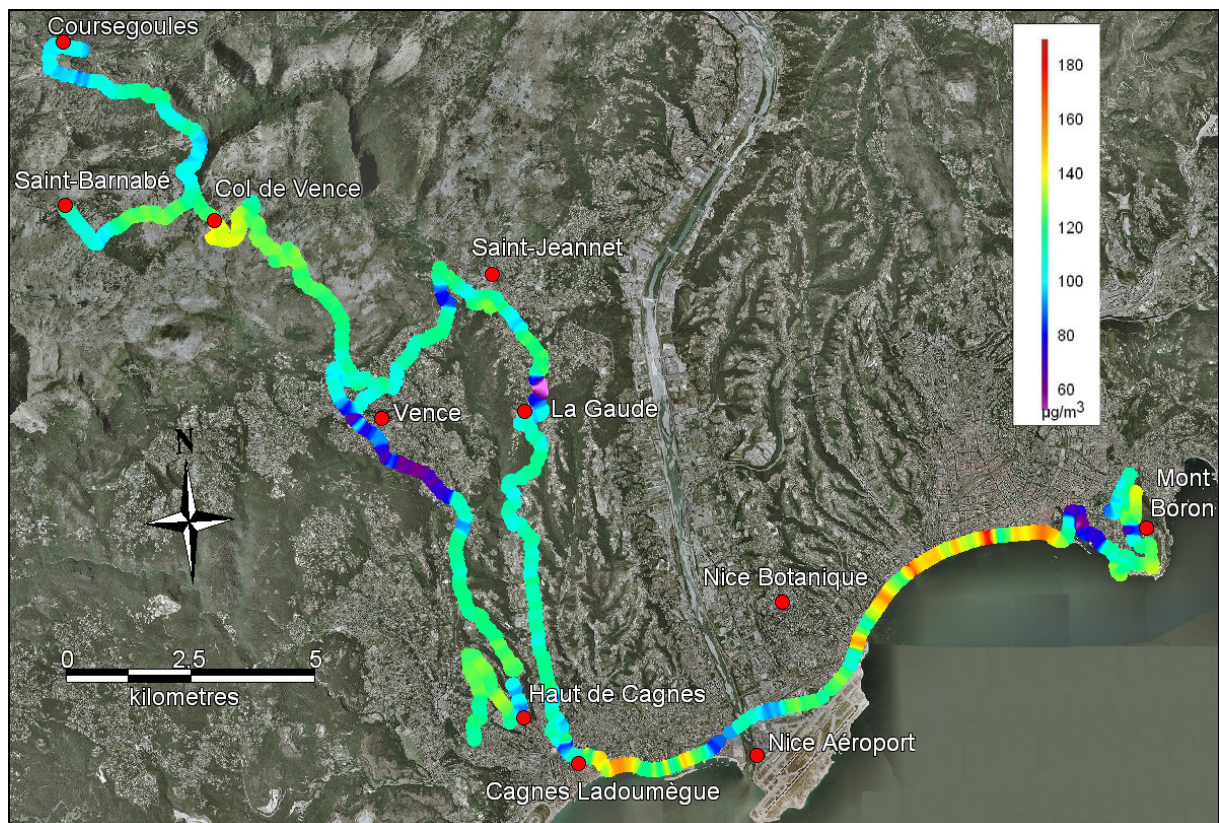 Coursegoules
180
160
140
120
100
80
60
µg/m3
Saint-Barnabé
Col de Vence
Saint-Jeannet
Vence
La Gaude
N
Mont
Boron
Nice Botanique
0 2.5 5
kilometres
Haut de Cagnes
Nice Aéroport
Cagnes Ladoumègue